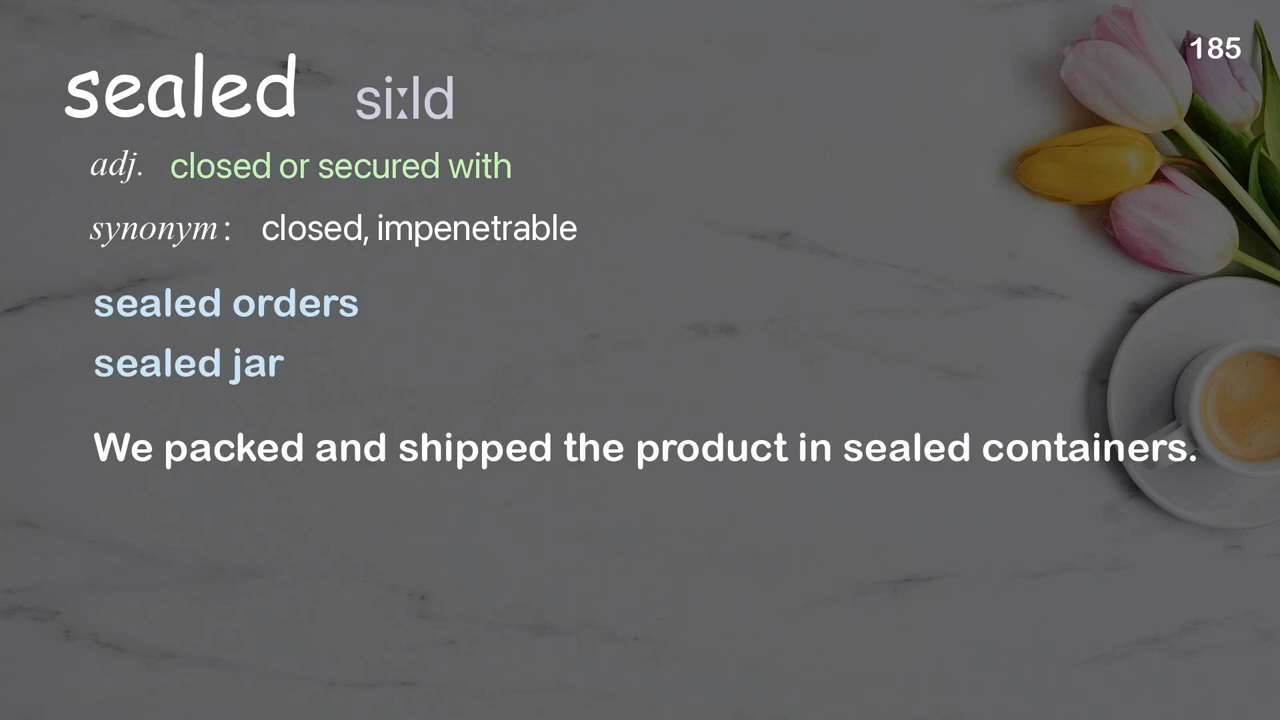 185
sealed si:ld
adj. closed or secured with
synonym: closed, impenetrable
sealed orders
sealed jar
We packed and shipped the product in sealed containers.